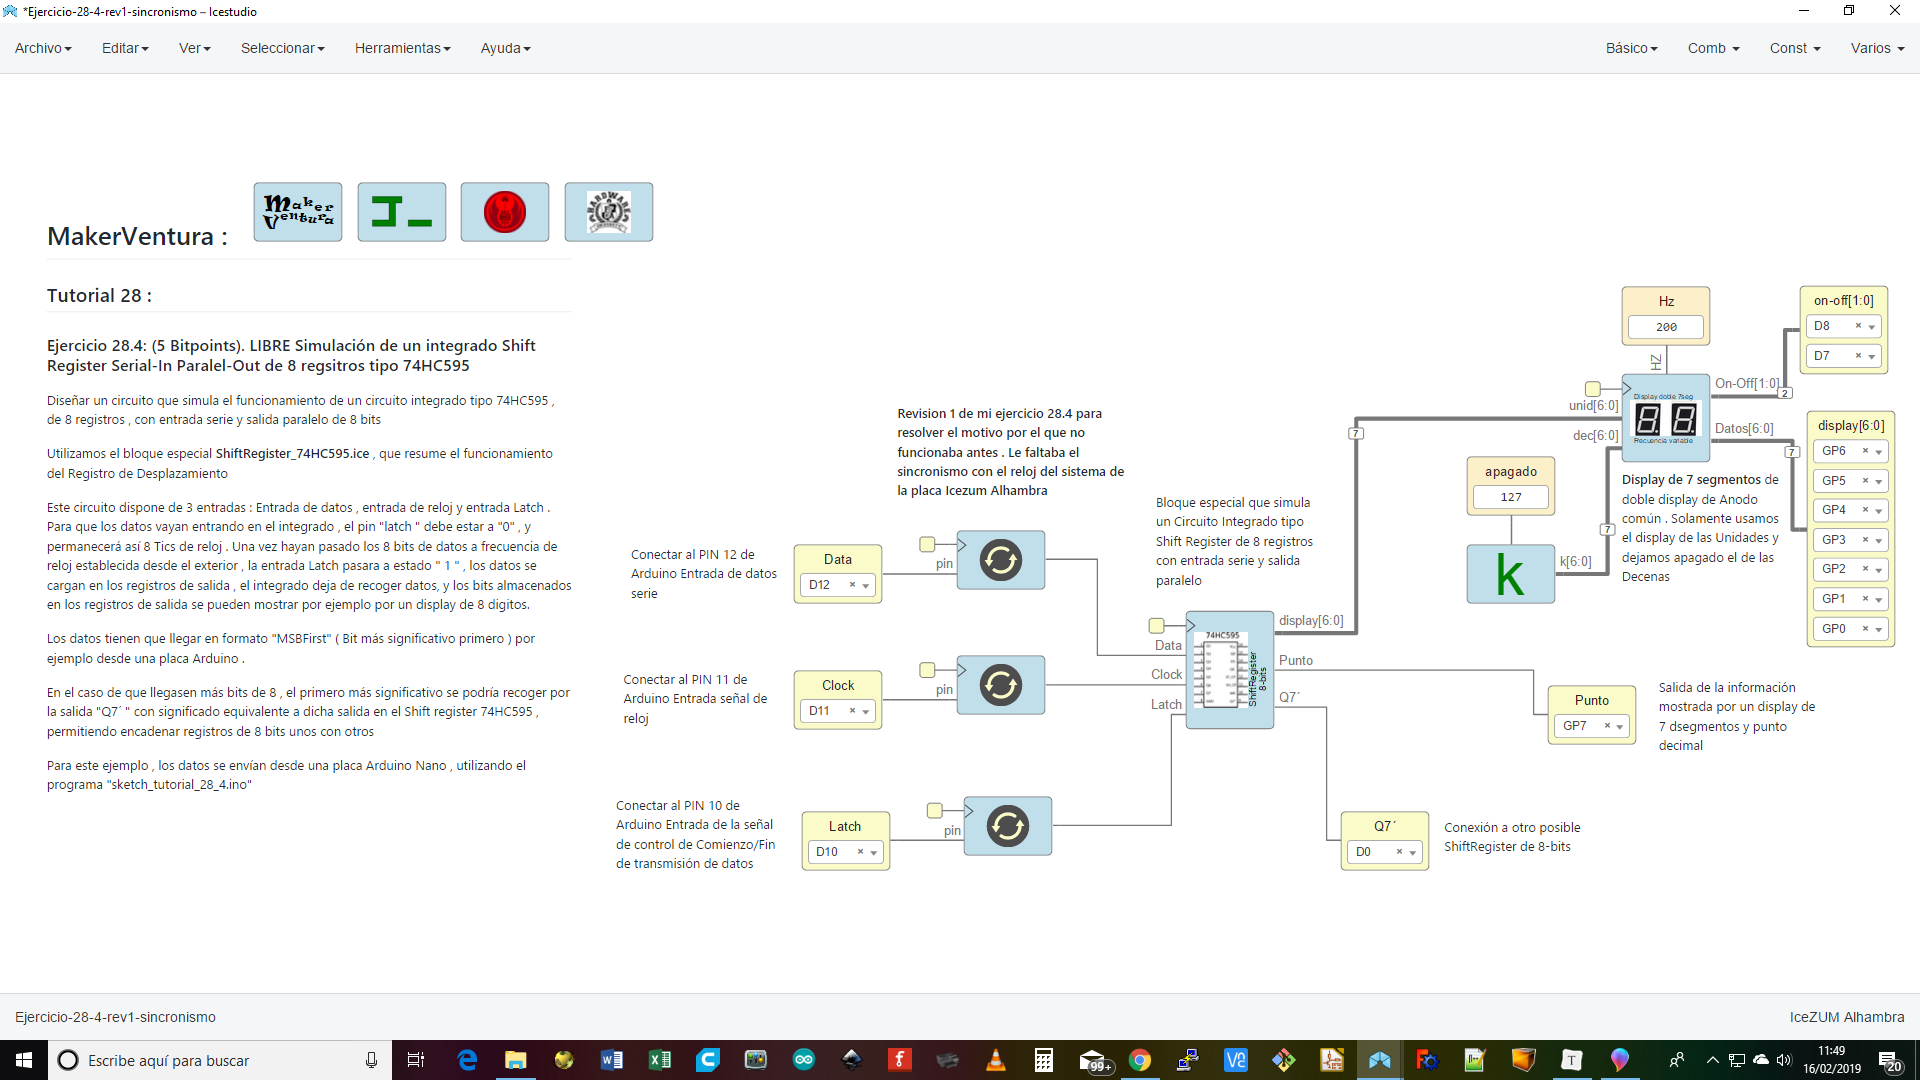 *Ejercicio-28-4-rev1-sincronismo – Icestudio
Archivo
Editar
Ver
Seleccionar
Herramientas
Ayuda
Básico
Comb
Const
Varios
Maker
Ventura
MakerVentura :
Tutorial 28 :
Ejercicio 28.4: (5 Bitpoints). LIBRE Simulación de un integrado Shift
Register Serial-In Paralel-Out de 8 regsitros tipo 74HC595
Diseñar un circuito que simula el funcionamiento de un circuito integrado tipo 74HC595 ,
de 8 registros , con entrada serie y salida paralelo de 8 bits
Utilizamos el bloque especial ShiftRegister_74HC595.ice , que resume el funcionamiento
del Registro de Desplazamiento
Este circuito dispone de 3 entradas : Entrada de datos , entrada de reloj y entrada Latch .
Para que los datos vayan entrando en el integrado , el pin "latch " debe estar a "0" , y
permanecerá así 8 Tics de reloj . Una vez hayan pasado los 8 bits de datos a frecuencia de
reloj establecida desde el exterior , la entrada Latch pasara a estado " 1 " , los datos se
cargan en los registros de salida , el integrado deja de recoger datos, y los bits almacenados
en los registros de salida se pueden mostrar por ejemplo por un display de 8 digitos.
Los datos tienen que llegar en formato "MSBFirst" ( Bit más significativo primero ) por
ejemplo desde una placa Arduino .
En el caso de que llegasen más bits de 8 , el primero más significativo se podría recoger por
la salida "Q7´ " con significado equivalente a dicha salida en el Shift register 74HC595 ,
permitiendo encadenar registros de 8 bits unos con otros
Para este ejemplo , los datos se envían desde una placa Arduino Nano , utilizando el
programa "sketch_tutorial_28_4.ino"
Revision 1 de mi ejercicio 28.4 para
resolver el motivo por el que no
funcionaba antes . Le faltaba el
sincronismo con el reloj del sistema de
la placa Icezum Alhambra
Conectar al PIN 12 de
Arduino Entrada de datos
serie
Data
D12
pin
Conectar al PIN 11 de
Arduino Entrada señal de
reloj
Clock
D11
pin
Conectar al PIN 10 de
Arduino Entrada de la señal
de control de Comienzo/Fin
de transmisión de datos
Latch
D10
pin
Bloque especial que simula
un Circuito Integrado tipo
Shift Register de 8 registros
con entrada serie y salida
paralelo
Data
Clock
Latch
74HC595
ShiftRegister
8-bits
display[6:0]
Punto
Q7´
7
apagado
127
k
k[6:0]
7
Hz
200
HZ
unid[6:0]
dec[6:0]
Display doble 7seg
Frecuencia variable
On-Off[1:0]
Datos[6:0]
2
7
on-off[1:0]
D8
D7
display[6:0]
GP6
GP5
GP4
GP3
GP2
GP1
GP0
Display de 7 segmentos de
doble display de Anodo
común . Solamente usamos
el display de las Unidades y
dejamos apagado el de las
Decenas
Punto
GP7
Salida de la información
mostrada por un display de
7 dsegmentos y punto
decimal
Q7´
D0
Conexión a otro posible
ShiftRegister de 8-bits
Ejercicio-28-4-rev1-sincronismo
IceZUM Alhambra
Escribe aquí para buscar
99+
11:49
16/02/2019
20